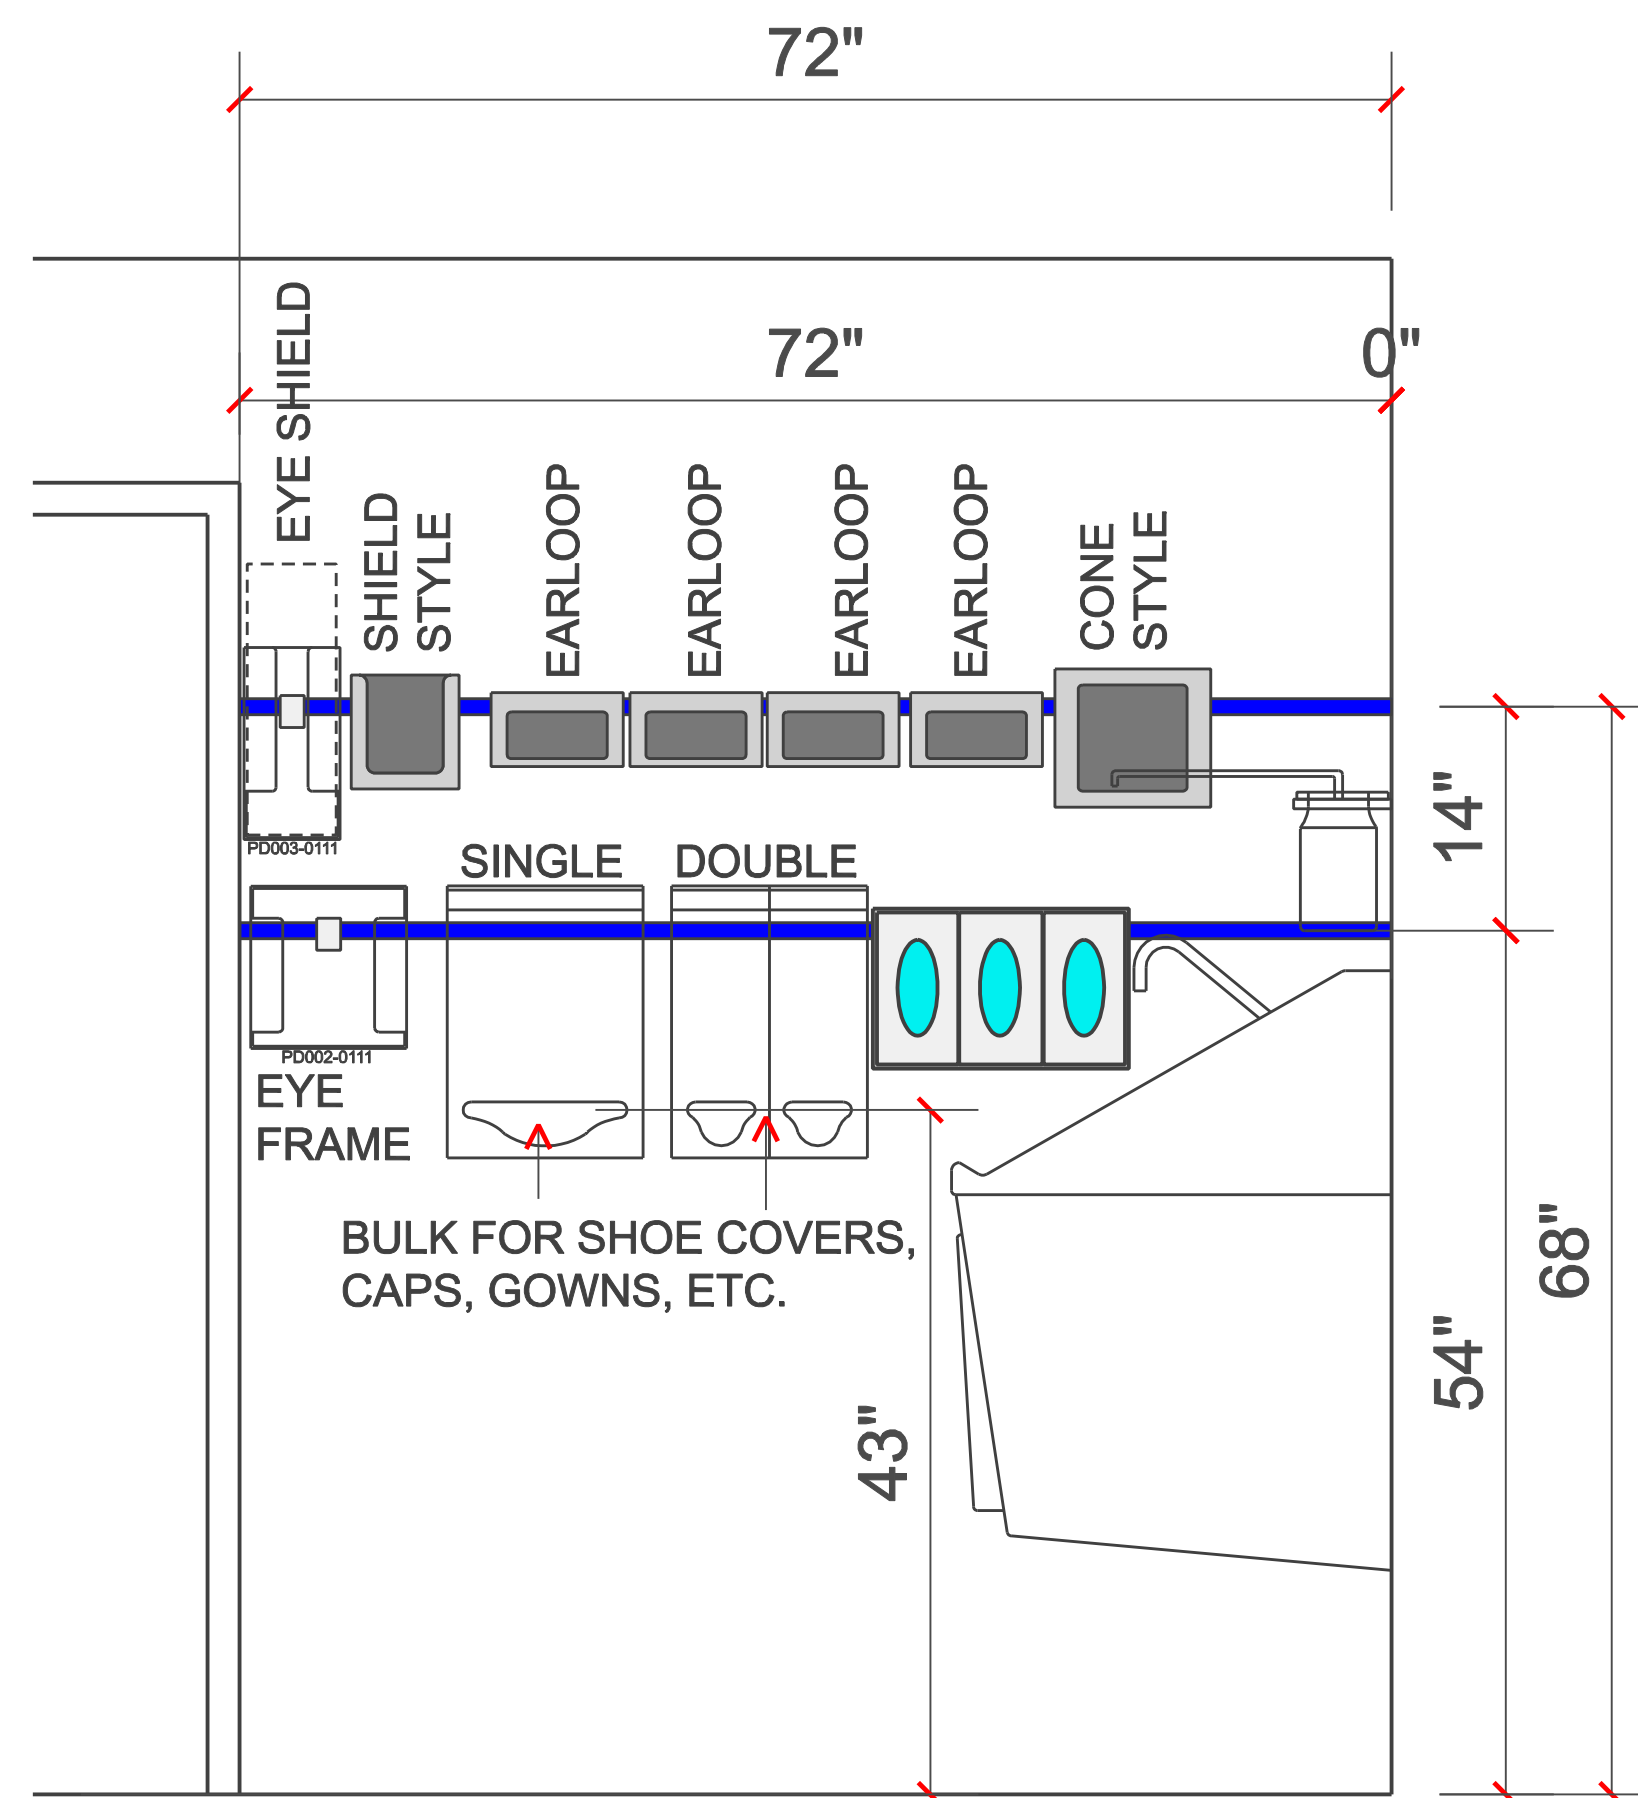 72"
72"
0"
EYE SHIELD
SHIELD
STYLE
EARLOOP
EARLOOP
EARLOOP
EARLOOP
CONE
STYLE
PD003-0111
SINGLE
DOUBLE
14"
PD002-0111
EYE
FRAME
BULK FOR SHOE COVERS,
CAPS, GOWNS, ETC.
43"
54"
68"